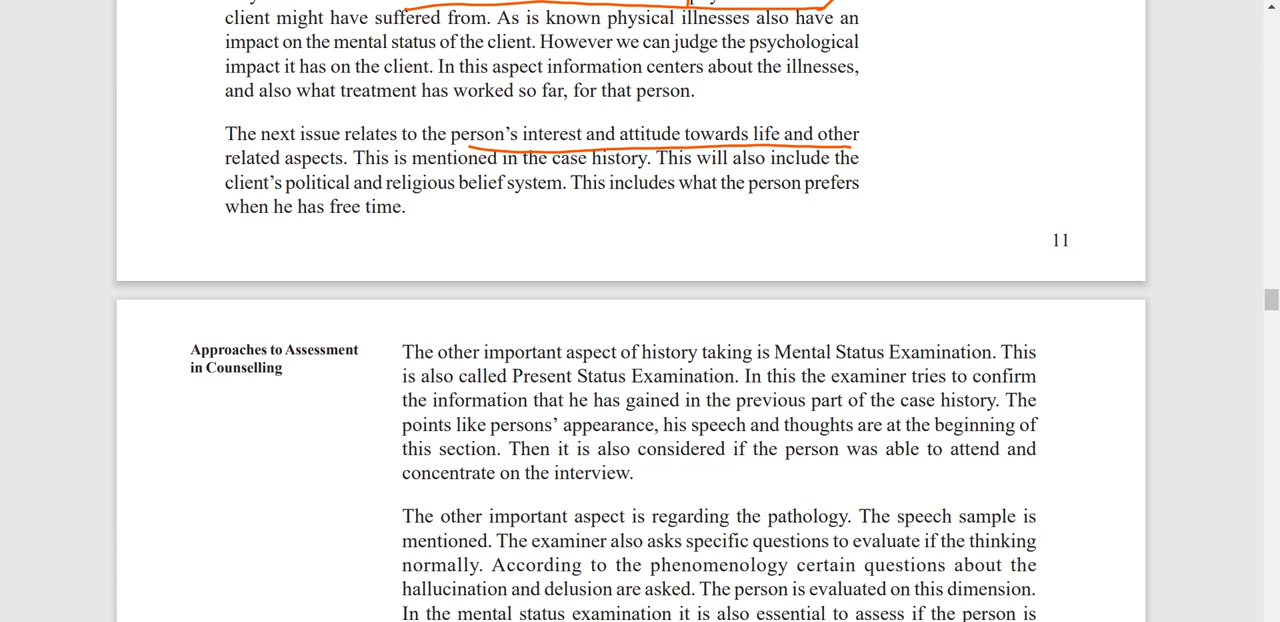 client might have suffered from. As is known physical illnesses also have an
impact on the mental status of the client. However we can judge the psychological
impact it has on the client. In this aspect information centers about the illnesses,
and also what treatment has worked so far, for that person.
The next issue relates to the person's interest and attitude towards life and other
related aspects. This is mentioned in the case history. This will also include the
client's political and religious belief system. This includes what the person prefers
when he has free time.
11
Approaches to Assessment
in Counselling
The other important aspect of history taking is Mental Status Examination. This
is also called Present Status Examination. In this the examiner tries to confirm
the information that he has gained in the previous part of the case history. The
points like persons' appearance, his speech and thoughts are at the beginning of
this section. Then it is also considered if the person was able to attend and
concentrate on the interview.
The other important aspect is regarding the pathology. The speech sample is
mentioned. The examiner also asks specific questions to evaluate if the thinking
normally. According to the phenomenology certain questions about the
hallucination and delusion are asked. The person is evaluated on this dimension.
In the mental status examination it is also essential to assess if the person is